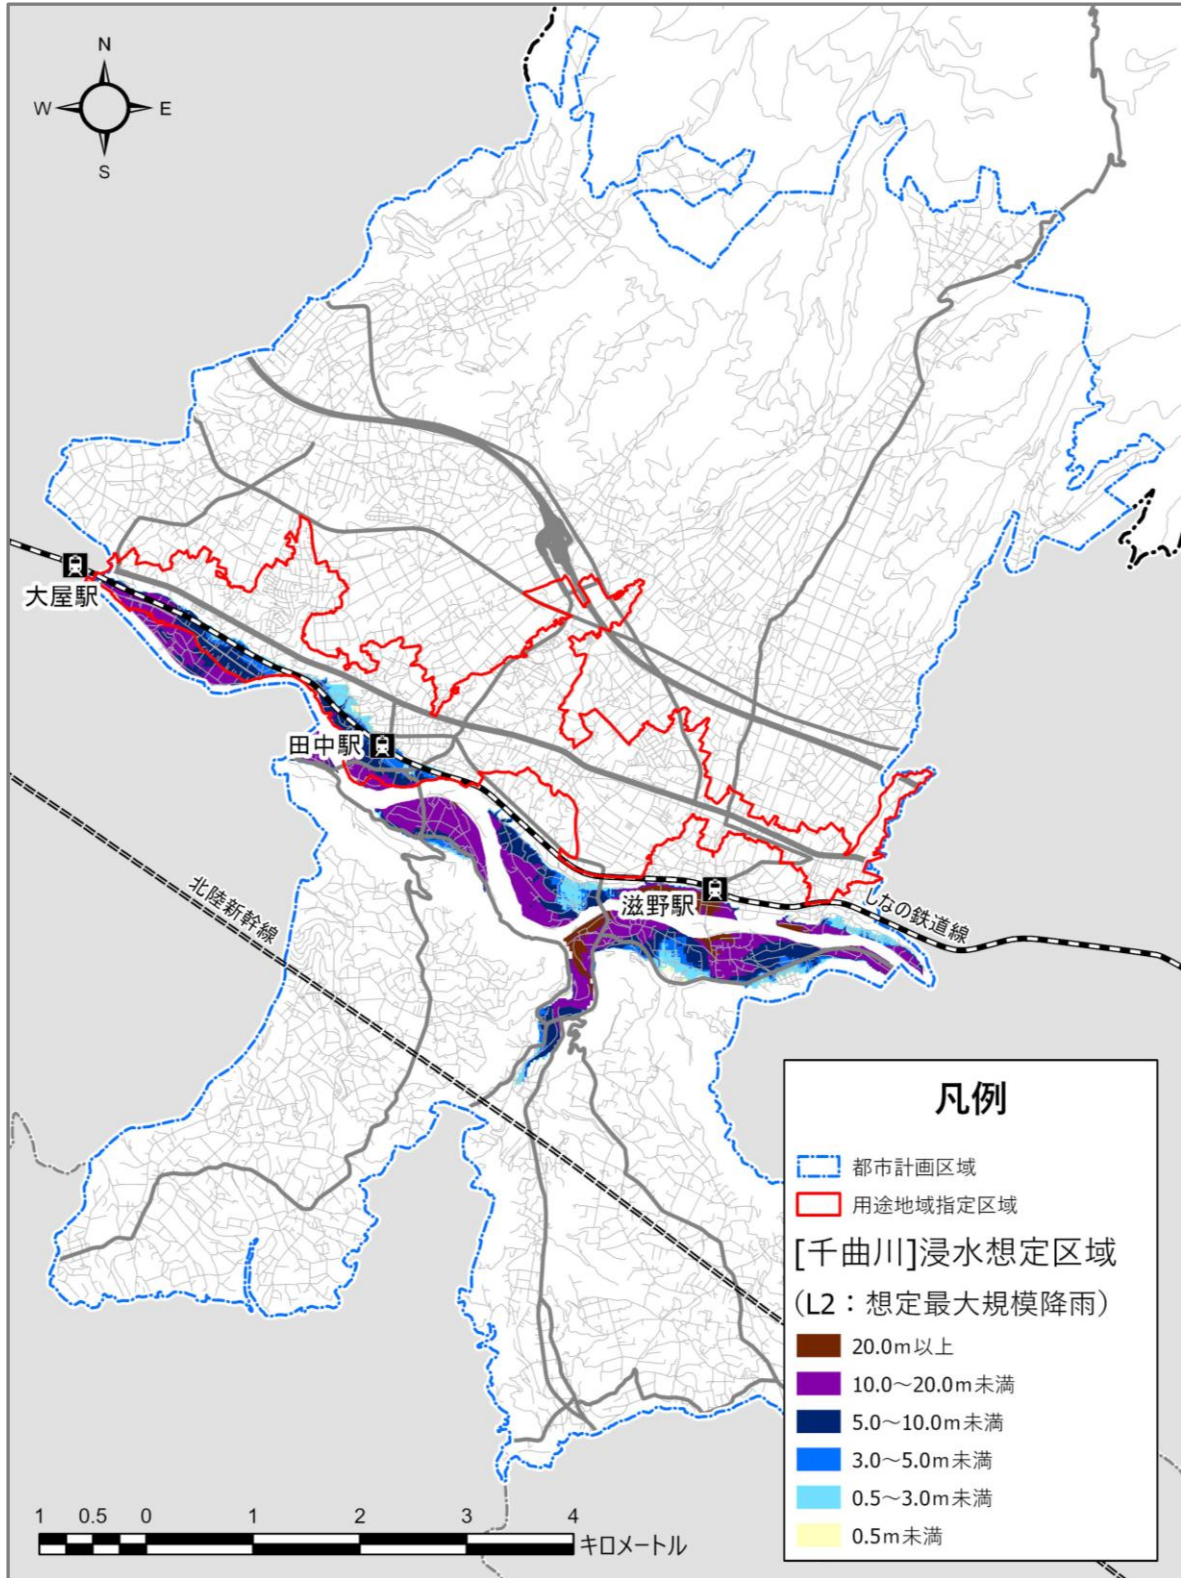 N
W
E
S
大屋駅
田中駅
滋野駅
しなの鉄道線
北陸新幹線
凡例
都市計画区域
用途地域指定区域
[千曲川]浸水想定区域
(L2：想定最大規模降雨)
20.0m以上
10.0～20.0m未満
5.0～10.0m未満
3.0～5.0m未満
0.5～3.0m未満
0.5m未満
1 0.5 0 1 2 3 4
キロメートル